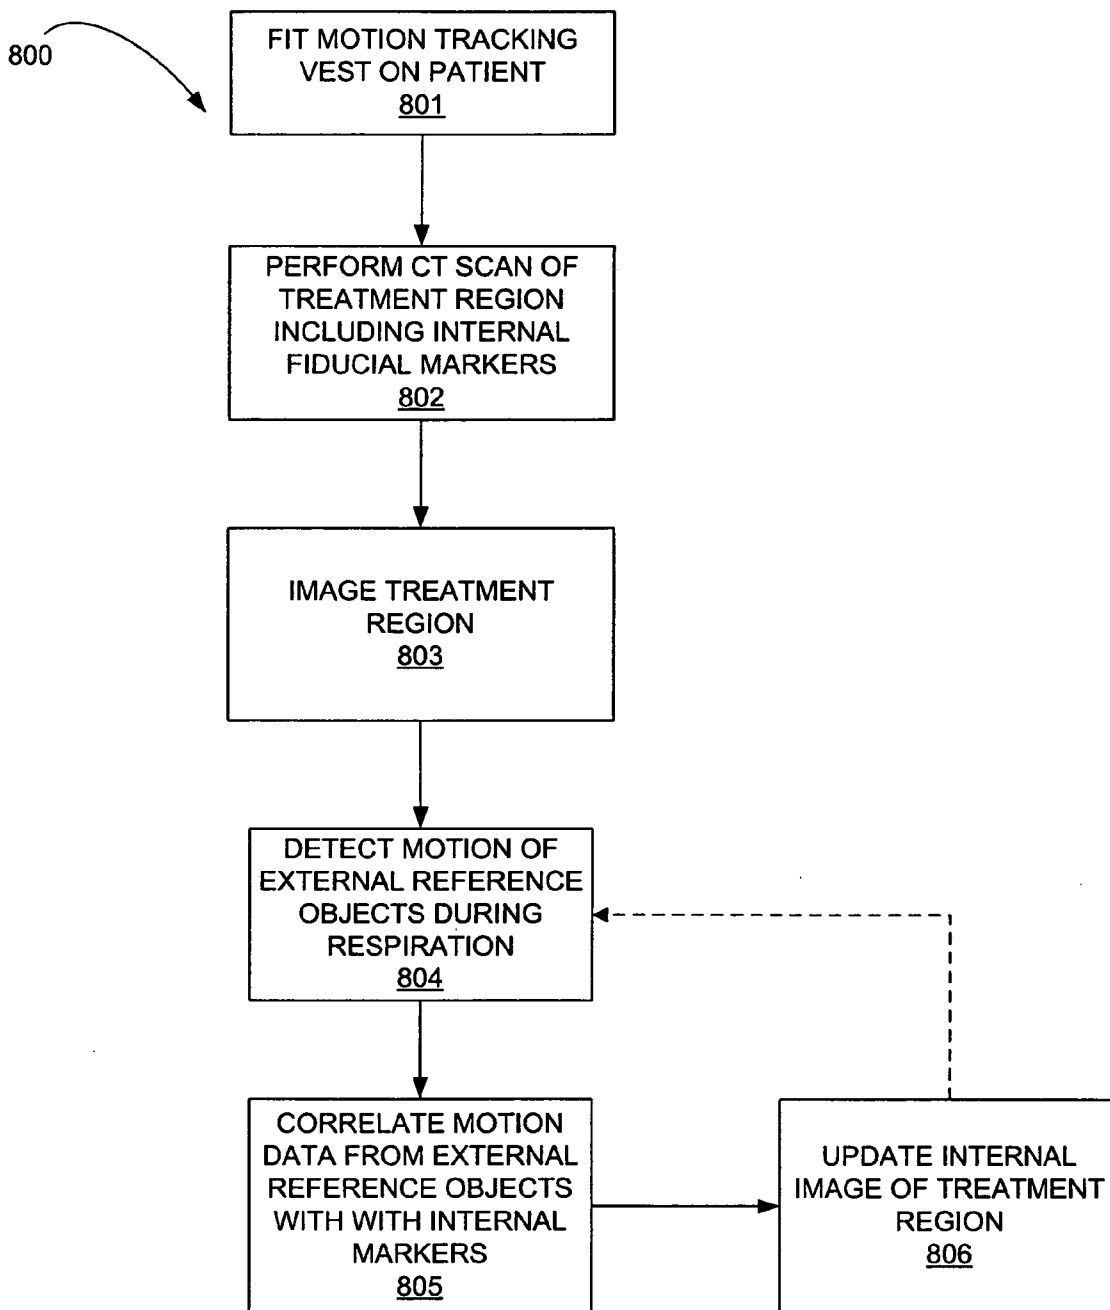 800
FIT MOTION TRACKING
VEST ON PATIENT
801
PERFORM CT SCAN OF
TREATMENT REGION
INCLUDING INTERNAL
FIDUCIAL MARKERS
802
IMAGE TREATMENT
REGION
803
DETECT MOTION OF
EXTERNAL REFERENCE
OBJECTS DURING
RESPIRATION
804
CORRELATE MOTION
DATA FROM EXTERNAL
REFERENCE OBJECTS
WITH WITH INTERNAL
MARKERS
805
UPDATE INTERNAL
IMAGE OF TREATMENT
REGION
806